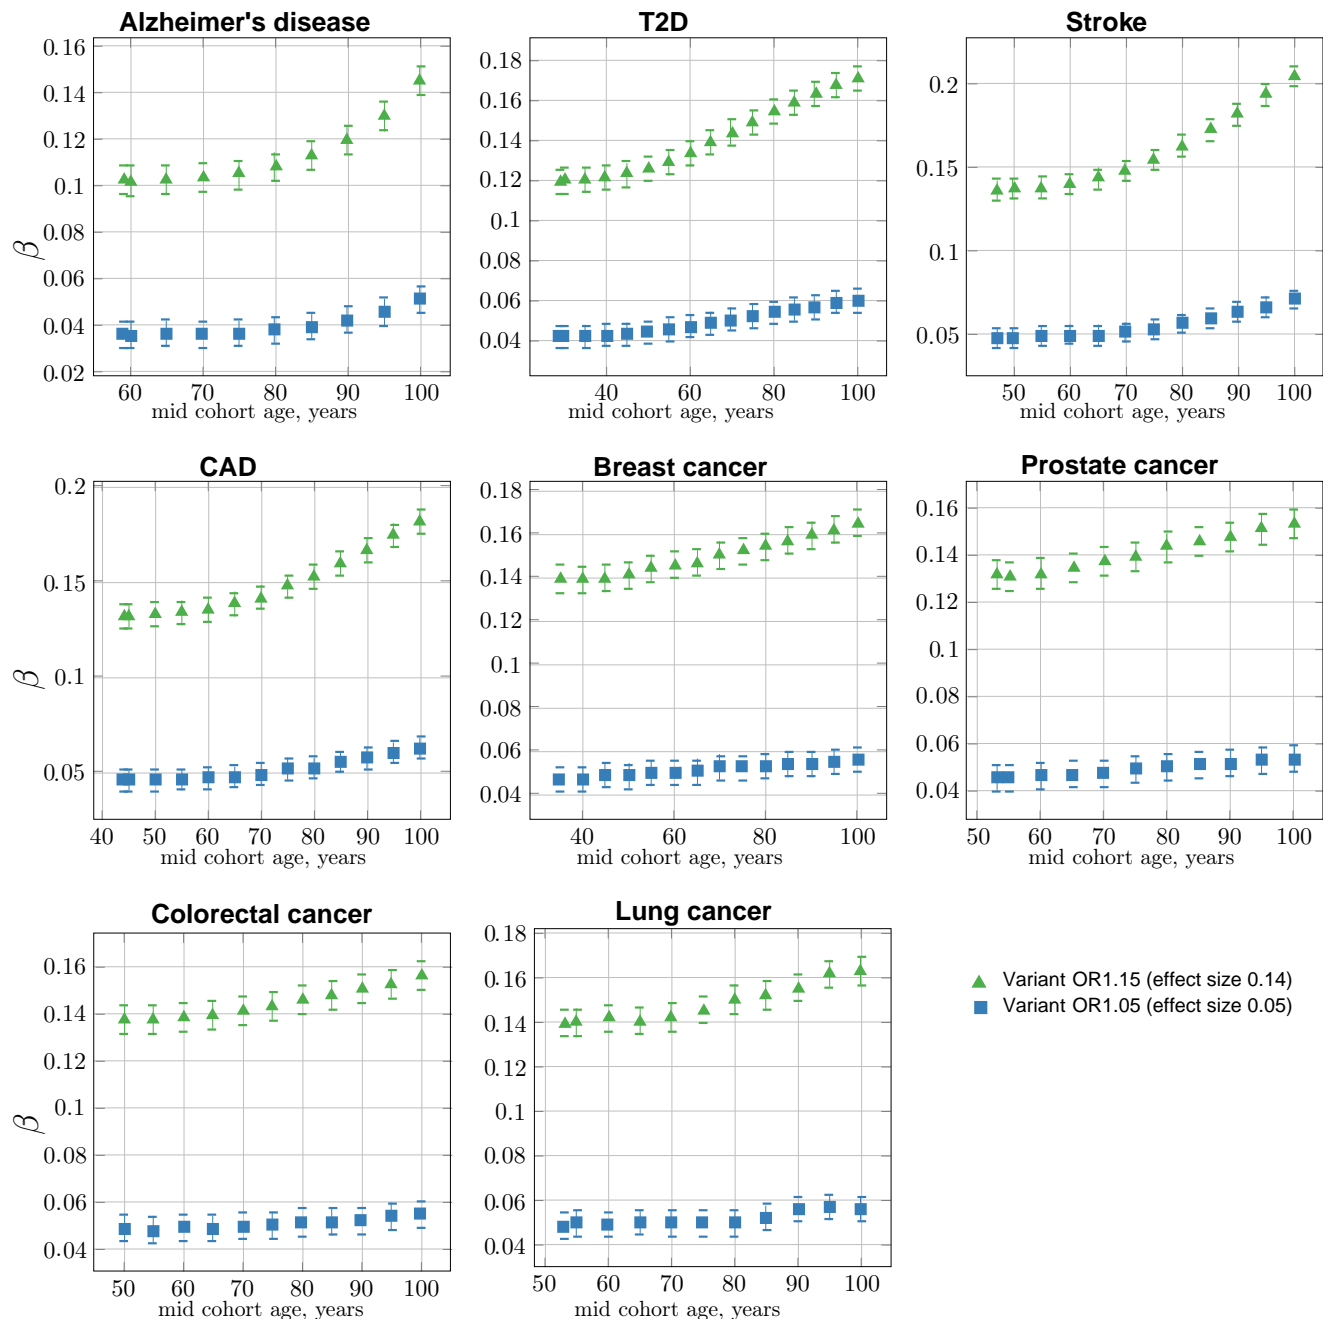 Alzheimer's disease
T2D
Stroke
0.16
0.14
0.12
0.1
0.08
0.06
0.04
0.02
β
60 70 80 90 100
mid cohort age, years
0.18
0.16
0.14
0.12
0.1
0.08
0.06
0.04
40 60 80 100
mid cohort age, years
0.2
0.15
0.1
0.05
50 60 70 80 90 100
mid cohort age, years
CAD
Breast cancer
Prostate cancer
0.2
0.15
0.1
0.05
β
40 50 60 70 80 90 100
mid cohort age, years
0.18
0.16
0.14
0.12
0.1
0.08
0.06
0.04
40 60 80 100
mid cohort age, years
0.16
0.14
0.12
0.1
0.08
0.06
0.04
50 60 70 80 90 100
mid cohort age, years
Colorectal cancer
Lung cancer
0.16
0.14
0.12
0.1
0.08
0.06
0.04
β
50 60 70 80 90 100
mid cohort age, years
0.18
0.16
0.14
0.12
0.1
0.08
0.06
0.04
50 60 70 80 90 100
mid cohort age, years
Variant OR1.15 (effect size 0.14)
Variant OR1.05 (effect size 0.05)